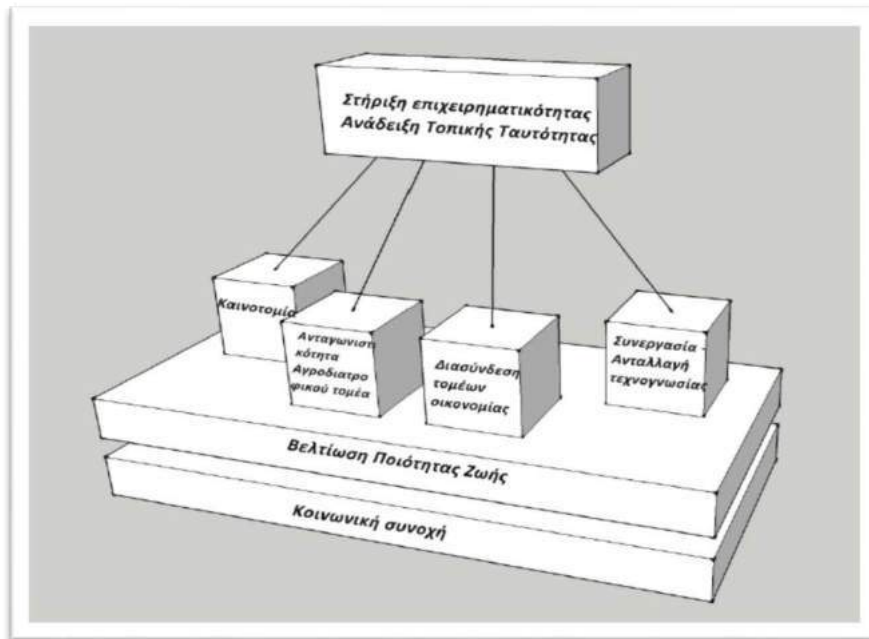 Στήριξη επιχειρηματικότητας
Ανάδειξη Τοπικής Ταυτότητας
Καινοτομία
Ανταγωνιστι
κότητα
Αγροδιατρο
φικού τομέα
Διασύνδεση
τομέων
οικονομίας
Συνεργασία -
Ανταλλαγή
τεχνογνωσίας
Βελτίωση Ποιότητας Ζωής
Κοινωνική συνοχή